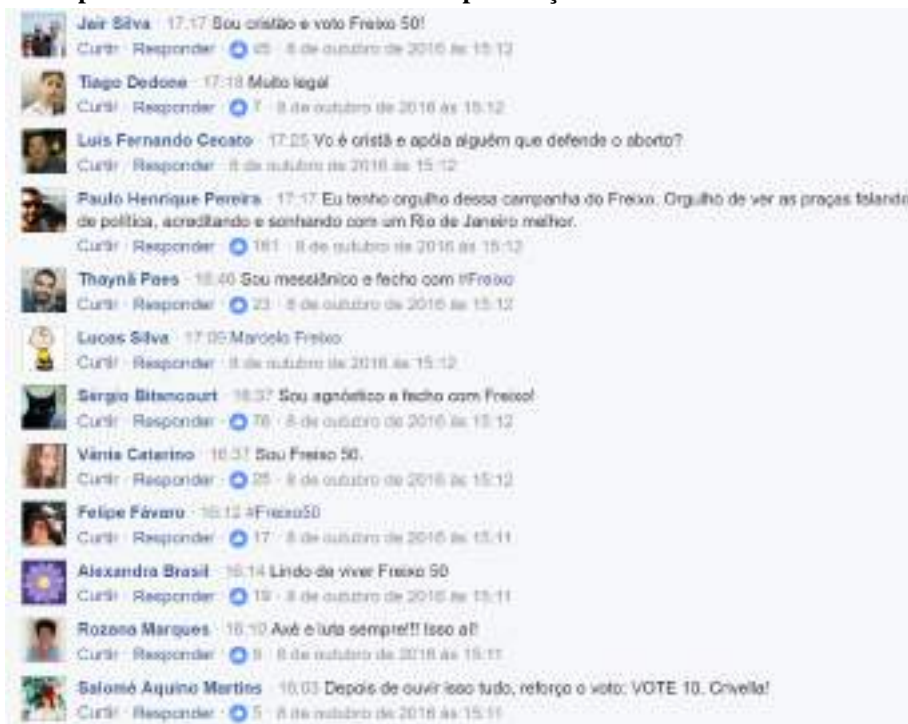 Jair Silva · 17:17 Sou cristão e voto Freixo 50!
Curtir · Responder · 45 · 8 de outubro de 2016 às 15:12
Tiago Dedone · 17:18 Muito legal
Curtir · Responder · 7 · 8 de outubro de 2016 às 15:12
Luis Fernando Cecato · 17:25 Vc é cristã e apóia alguém que defende o aborto?
Curtir · Responder · 8 de outubro de 2016 às 15:12
Paulo Henrique Pereira · 17:17 Eu tenho orgulho dessa campanha do Freixo. Orgulho de ver as praças falando
de política, acreditando e sonhando com um Rio de Janeiro melhor.
Curtir · Responder · 161 · 8 de outubro de 2016 às 15:12
Thaynã Paes · 16:46 Sou messiânico e fecho com #Freixo
Curtir · Responder · 23 · 8 de outubro de 2016 às 15:12
Lucas Silva · 17:09 Marcelo Freixo
Curtir · Responder · 8 de outubro de 2016 às 15:12
Sergio Bitencourt · 16:37 Sou agnóstico e fecho com Freixo!
Curtir · Responder · 76 · 8 de outubro de 2016 às 15:12
Vânia Catarino · 16:31 Sou Freixo 50.
Curtir · Responder · 25 · 8 de outubro de 2016 às 15:12
Felipe Fávaro · 16:12 #Freixo50
Curtir · Responder · 17 · 8 de outubro de 2016 às 15:11
Alexandra Brasil · 16:14 Lindo de viver Freixo 50
Curtir · Responder · 19 · 8 de outubro de 2016 às 15:11
Rozana Marques · 16:10 Axé e luta sempre!!! Isso aí!
Curtir · Responder · 9 · 8 de outubro de 2016 às 15:11
Salomé Aquino Martins · 16:03 Depois de ouvir isso tudo, reforço o voto: VOTE 10. Crivella!
Curtir · Responder · 5 · 8 de outubro de 2016 às 15:11